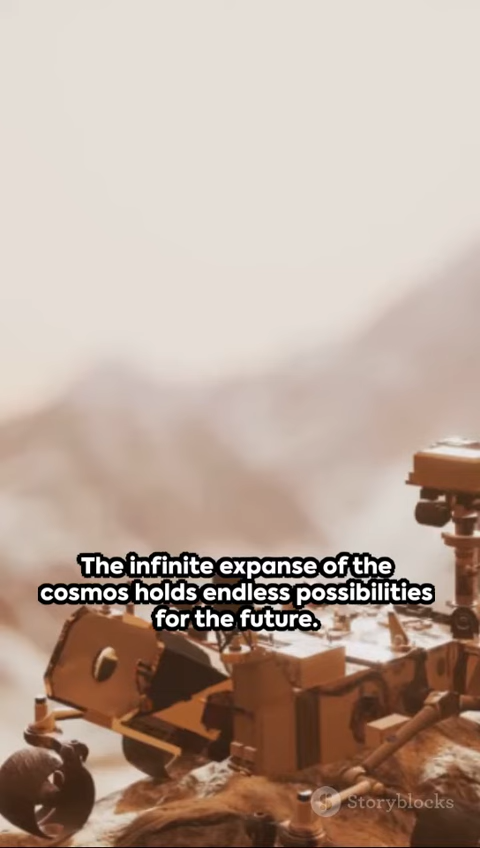 The infinite expanse of the
cosmos holds endless possibilities
for the future.
Storyblocks